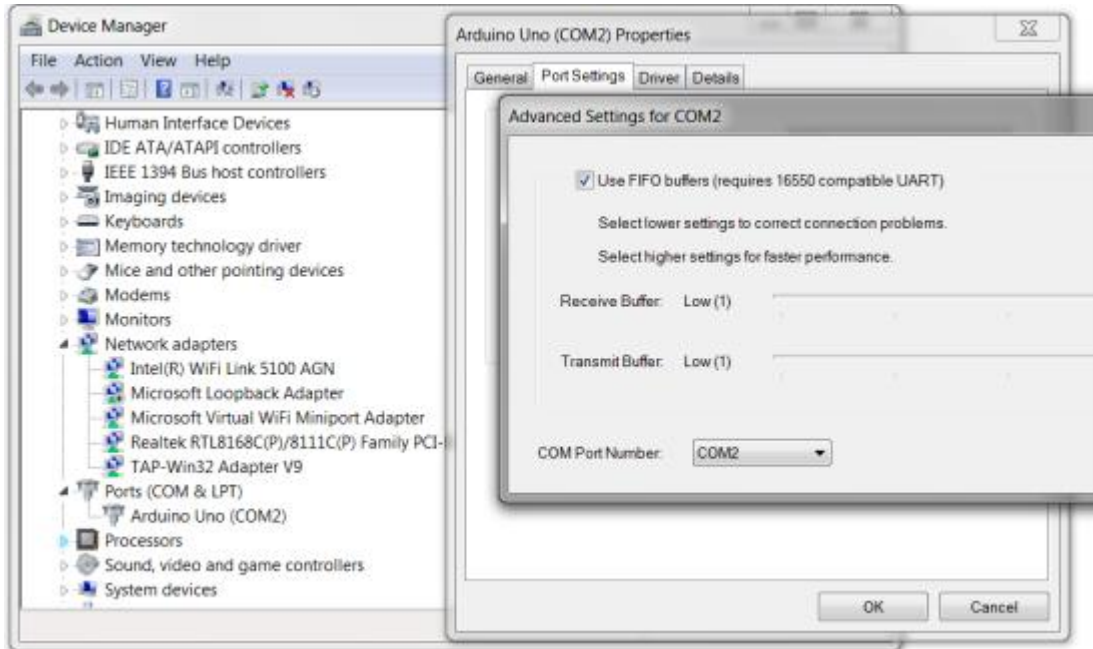 Device Manager
File Action View Help
Human Interface Devices
IDE ATA/ATAPI controllers
IEEE 1394 Bus host controllers
Imaging devices
Keyboards
Memory technology driver
Mice and other pointing devices
Modems
Monitors
Network adapters
Intel(R) WiFi Link 5100 AGN
Microsoft Loopback Adapter
Microsoft Virtual WiFi Miniport Adapter
Realtek RTL8168C(P)/8111C(P) Family PCI-
TAP-Win32 Adapter V9
Ports (COM & LPT)
Arduino Uno (COM2)
Processors
Sound, video and game controllers
System devices
Arduino Uno (COM2) Properties
General Port Settings Driver Details
Advanced Settings for COM2
Use FIFO buffers (requires 16550 compatible UART)
Select lower settings to correct connection problems.
Select higher settings for faster performance.
Receive Buffer: Low (1)
Transmit Buffer: Low (1)
COM Port Number: COM2
OK Cancel